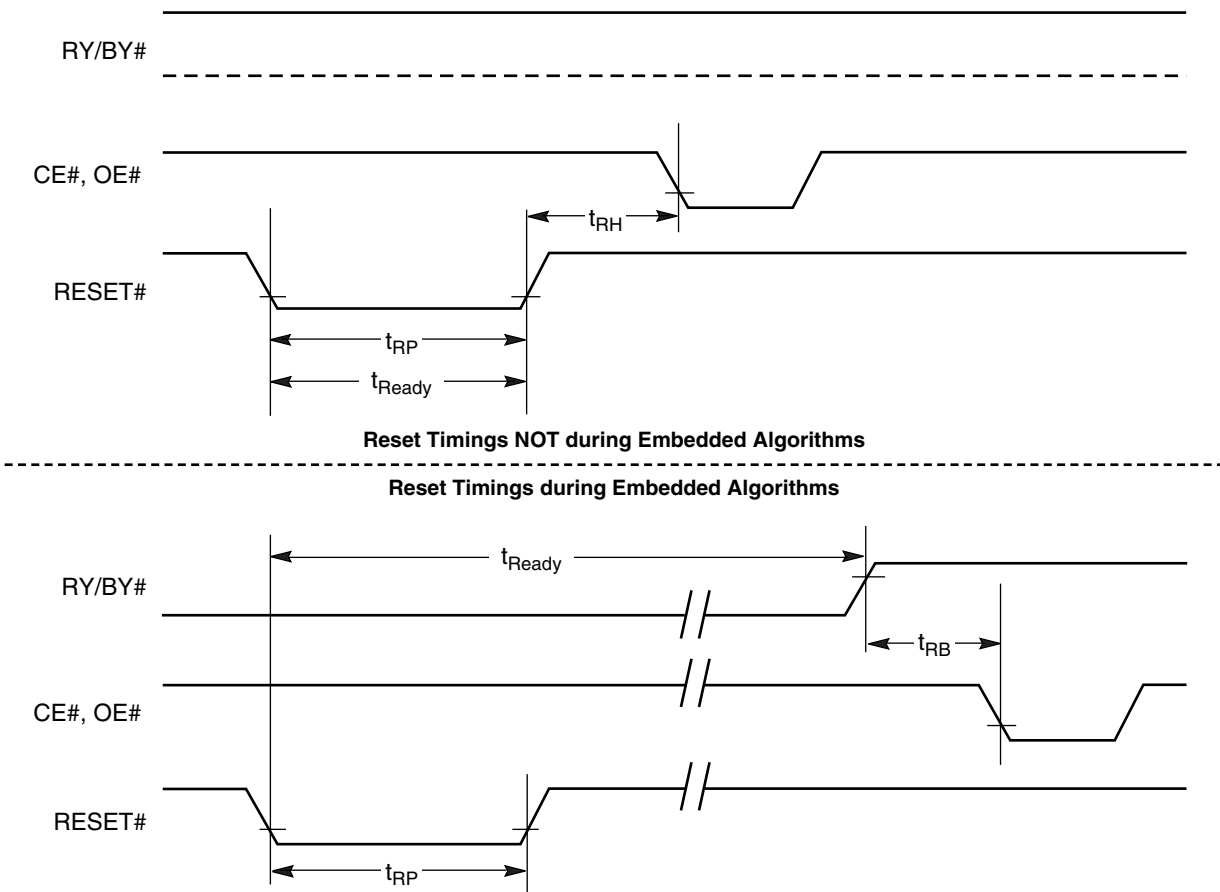 RY/BY#
CE#, OE#
tRH
RESET#
tRP
tReady
Reset Timings NOT during Embedded Algorithms
Reset Timings during Embedded Algorithms
tReady
RY/BY#
tRB
CE#, OE#
RESET#
tRP